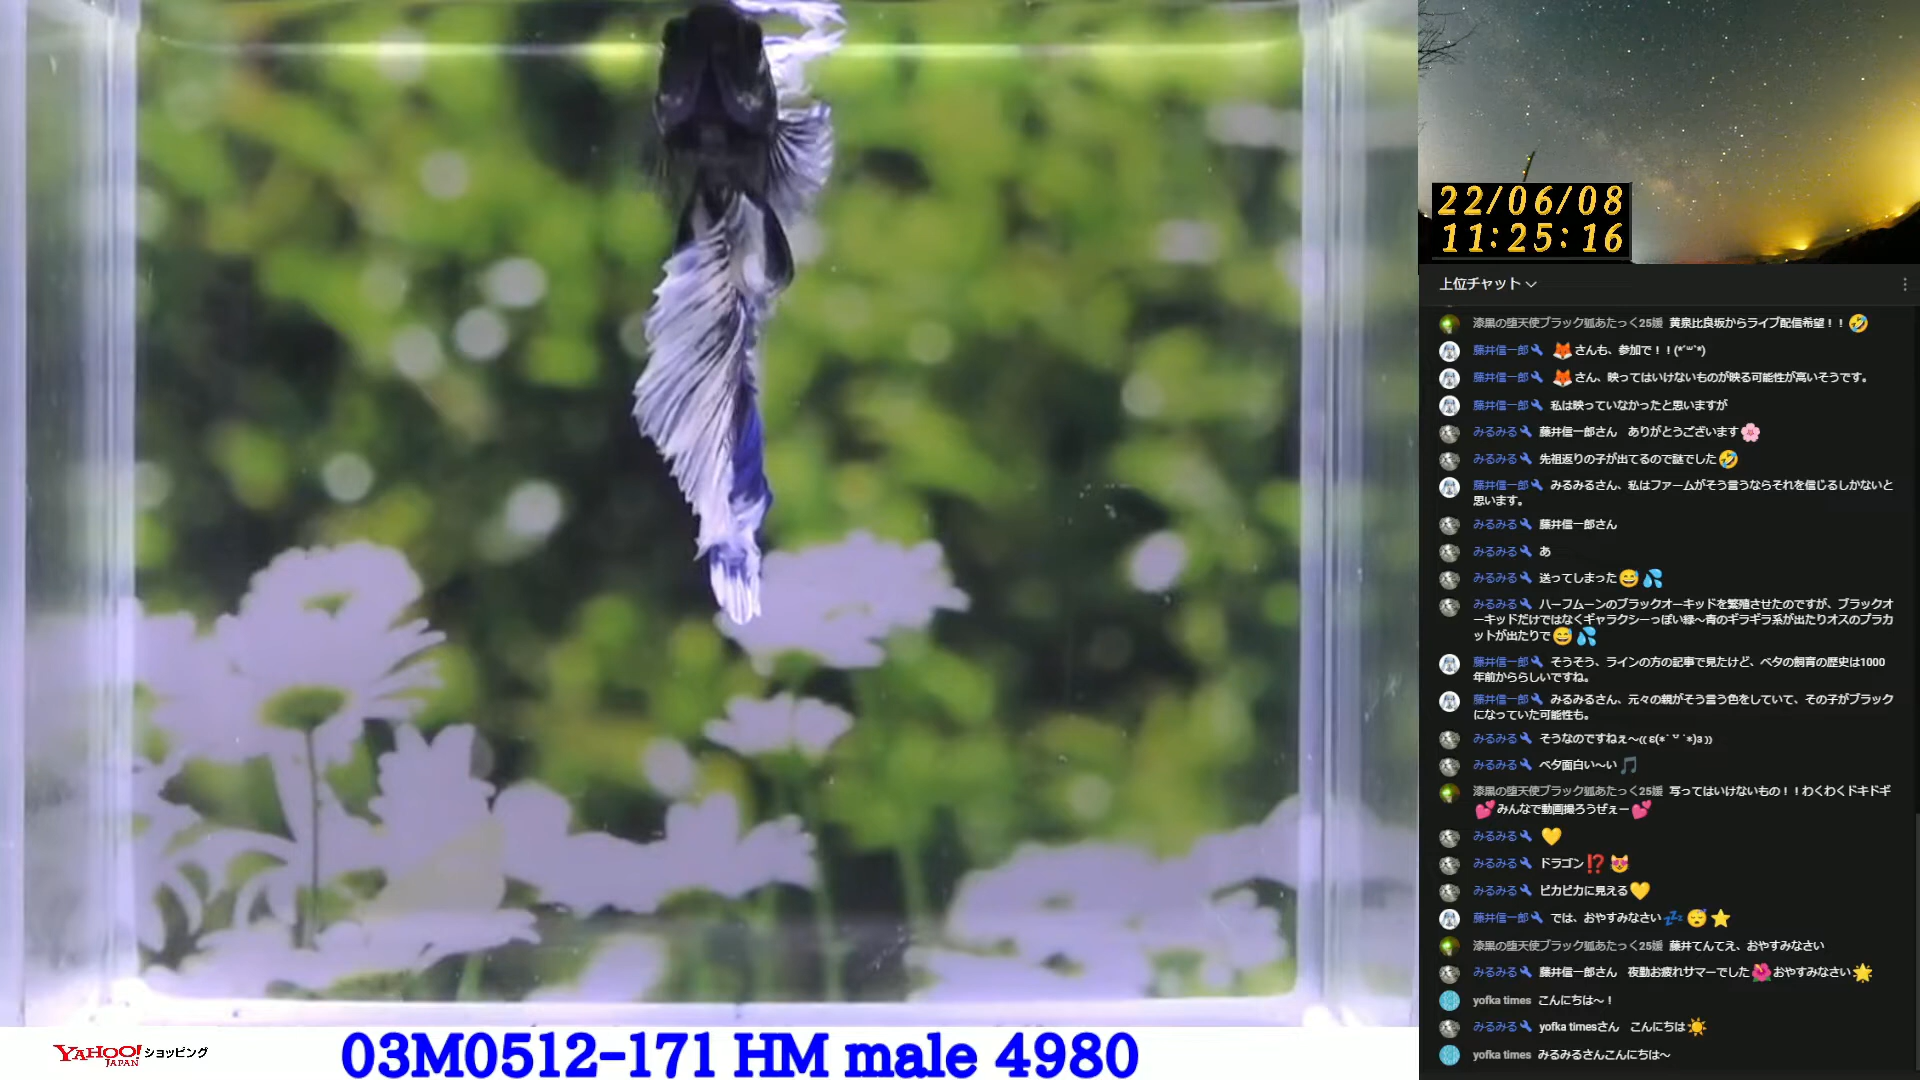 22/06/08
11:25:16
上位チャット
漆黒の堕天使ブラック狐あたっく25媛 黄泉比良坂からライブ配信希望！！🤣
藤井信一郎 🦊さんも、参加で！！(*´꒳`*)
藤井信一郎 🦊さん、映ってはいけないものが映る可能性が高いそうです。
藤井信一郎 私は映っていなかったと思いますが
みるみる 藤井信一郎さん　ありがとうございます🌸
みるみる 先祖返りの子が出てるので謎でした🤣
藤井信一郎 みるみるさん、私はファームがそう言うならそれを信じるしかないと
思います。
みるみる 藤井信一郎さん
みるみる あ
みるみる 送ってしまった😅💦
みるみる ハーフムーンのブラックオーキッドを繁殖させたのですが、ブラックオ
ーキッドだけではなくギャラクシーっぽい緑〜青のギラギラ系が出たりオスのプラカ
ットが出たりで😅💦
藤井信一郎 そうそう、ラインの方の記事で見たけど、ベタの飼育の歴史は1000
年前かららしいですね。
藤井信一郎 みるみるさん、元々の親がそう言う色をしていて、その子がブラック
になっていた可能性も。
みるみる そうなのですねぇ〜
みるみる ベタ面白い〜い🎵
漆黒の堕天使ブラック狐あたっく25媛 写ってはいけないもの！！わくわくドキドギ
💕みんなで動画撮ろうぜぇー💕
みるみる 💛
みるみる ドラゴン⁉️😻
みるみる ピカピカに見える💛
藤井信一郎 では、おやすみなさい💤😴⭐
漆黒の堕天使ブラック狐あたっく25媛 藤井てんてえ、おやすみなさい
みるみる 藤井信一郎さん　夜勤お疲れサマーでした🌺おやすみなさい🌟
yofka times こんにちは〜！
みるみる yofka timesさん　こんにちは☀️
yofka times みるみるさんこんにちは〜
YAHOO! JAPAN ショッピング
03M0512-171 HM male 4980